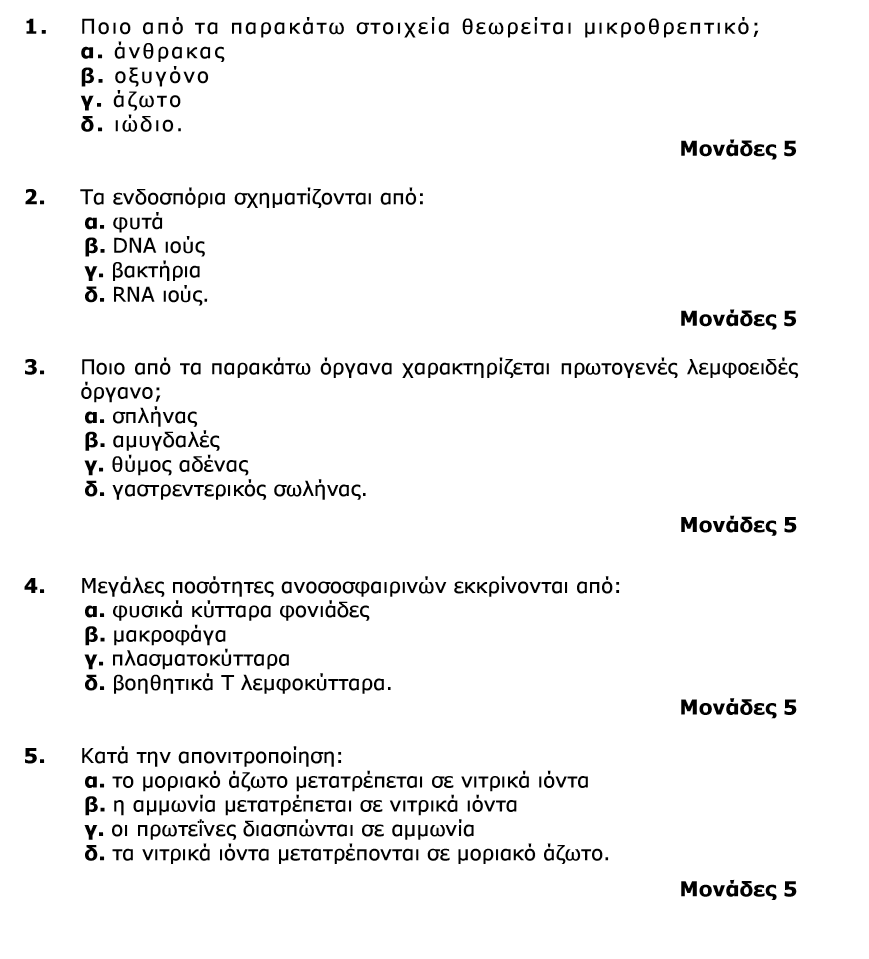 1. Ποιο από τα παρακάτω στοιχεία θεωρείται μικροθρεπτικό;
α. άνθρακας
β. οξυγόνο
γ. άζωτο
δ. ιώδιο.
Μονάδες 5
2. Τα ενδοσπόρια σχηματίζονται από:
α. φυτά
β. DNA ιούς
γ. βακτήρια
δ. RNA ιούς.
Μονάδες 5
3. Ποιο από τα παρακάτω όργανα χαρακτηρίζεται πρωτογενές λεμφοειδές
όργανο;
α. σπλήνας
β. αμυγδαλές
γ. θύμος αδένας
δ. γαστρεντερικός σωλήνας.
Μονάδες 5
4. Μεγάλες ποσότητες ανοσοσφαιρινών εκκρίνονται από:
α. φυσικά κύτταρα φονιάδες
β. μακροφάγα
γ. πλασματοκύτταρα
δ. βοηθητικά Τ λεμφοκύτταρα.
Μονάδες 5
5. Κατά την απονιτροποίηση:
α. το μοριακό άζωτο μετατρέπεται σε νιτρικά ιόντα
β. η αμμωνία μετατρέπεται σε νιτρικά ιόντα
γ. οι πρωτεΐνες διασπώνται σε αμμωνία
δ. τα νιτρικά ιόντα μετατρέπονται σε μοριακό άζωτο.
Μονάδες 5